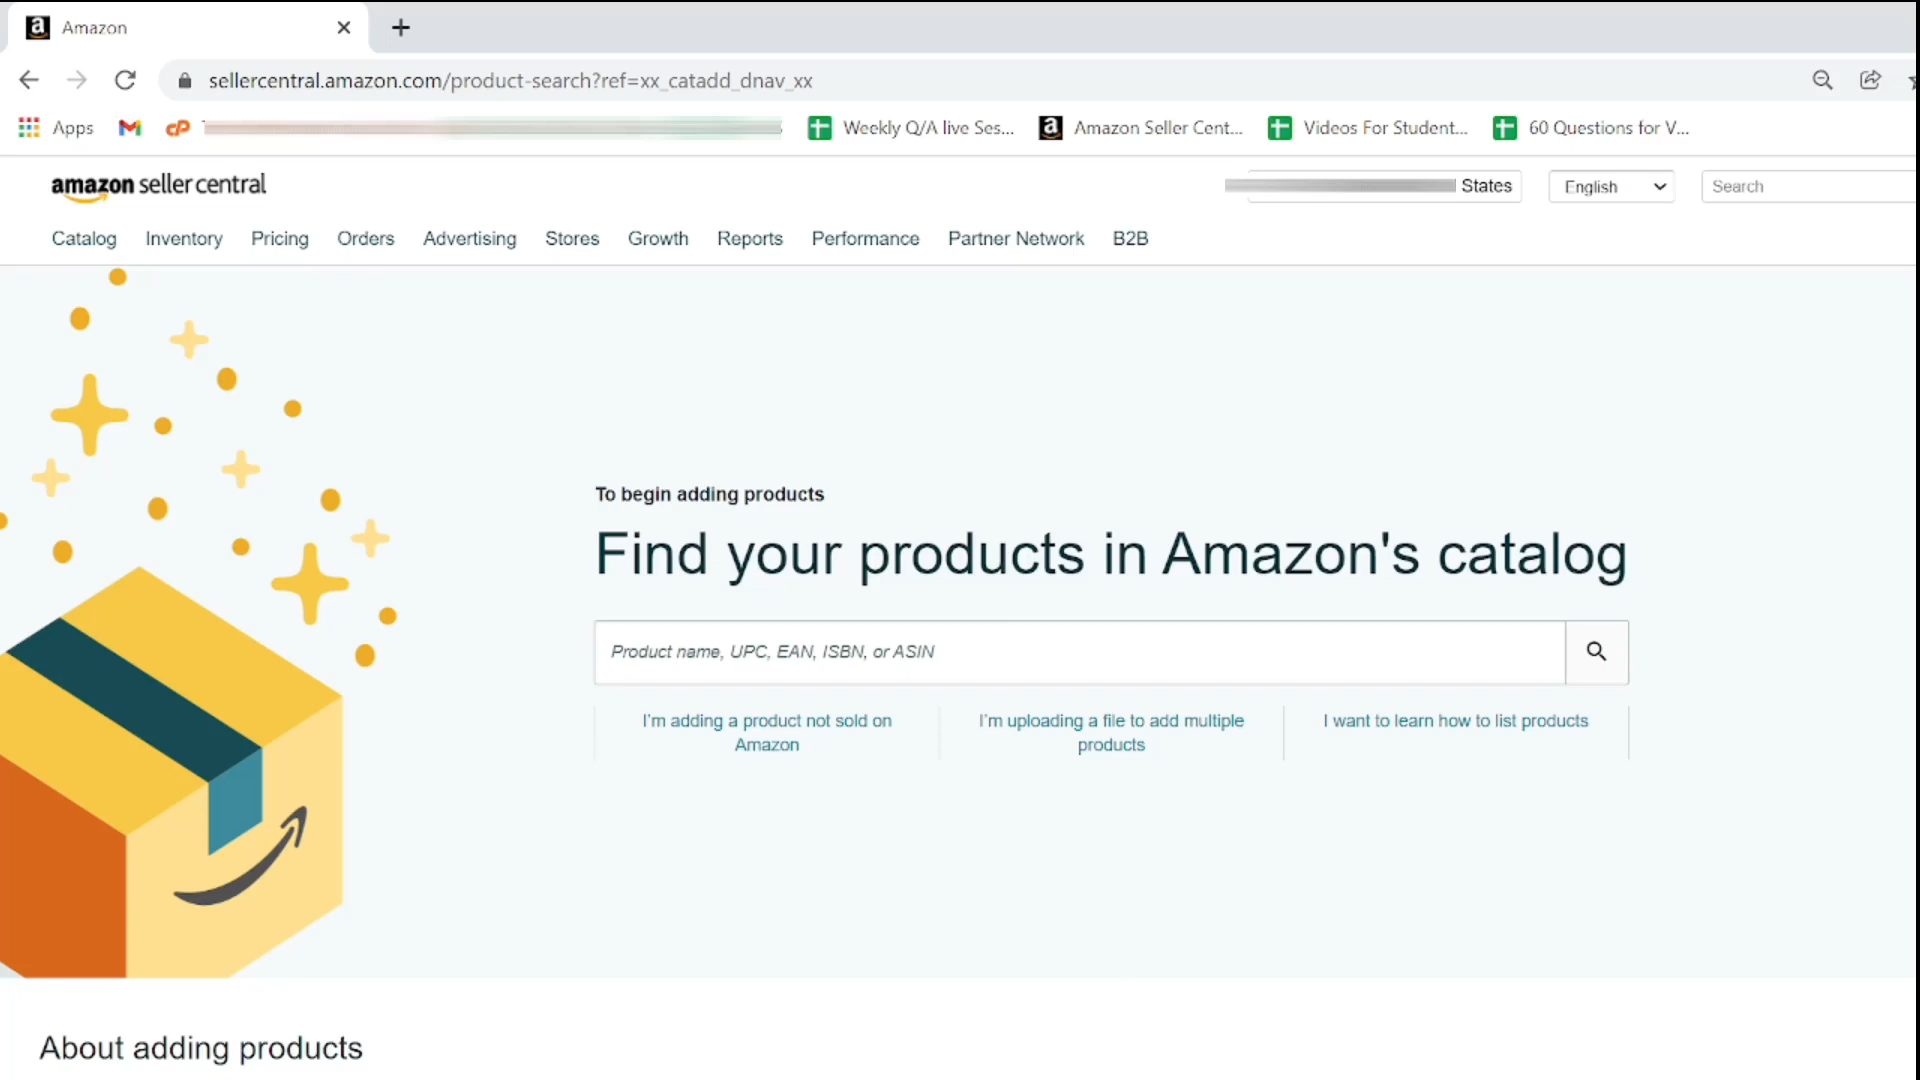 Amazon
sellercentral.amazon.com/product-search?ref=xx_catadd_dnav_xx
Apps
Weekly Q/A live Ses...
Amazon Seller Cent...
Videos For Student...
60 Questions for V...
amazon seller central
States
English
Search
Catalog Inventory Pricing Orders Advertising Stores Growth Reports Performance Partner Network B2B
To begin adding products
Find your products in Amazon's catalog
Product name, UPC, EAN, ISBN, or ASIN
I'm adding a product not sold on
Amazon
I'm uploading a file to add multiple
products
I want to learn how to list products
About adding products